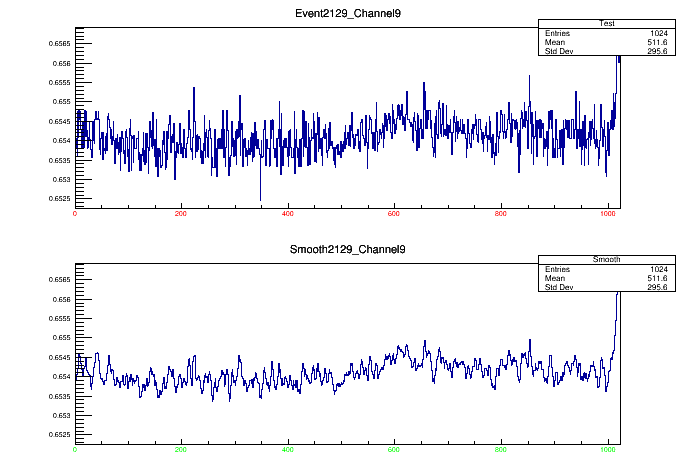 Event2129_Channel9
Test
Entries 1024
Mean 511.6
Std Dev 295.6
0.6565
0.656
0.6555
0.655
0.6545
0.654
0.6535
0.653
0.6525
0 200 400 600 800 1000
Smooth2129_Channel9
Smooth
Entries 1024
Mean 511.6
Std Dev 295.6
0.6565
0.656
0.6555
0.655
0.6545
0.654
0.6535
0.653
0.6525
0 200 400 600 800 1000